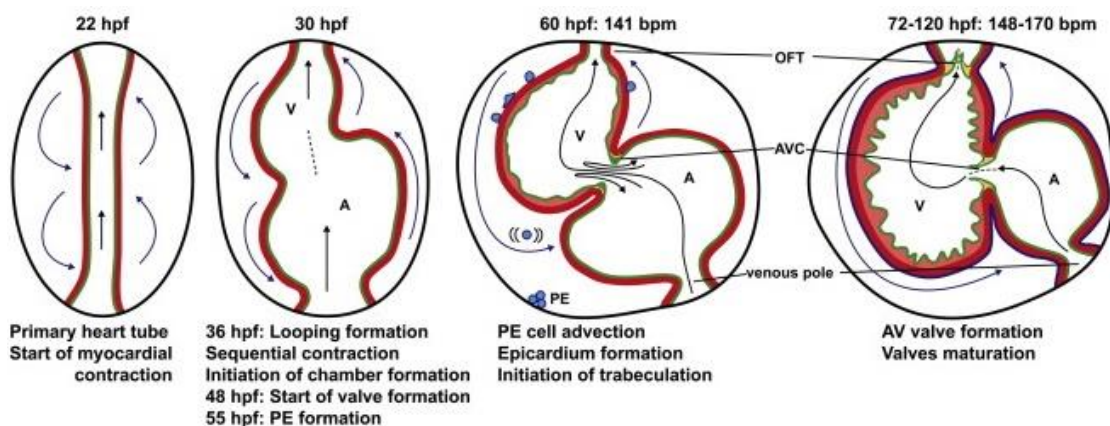 22 hpf
30 hpf
60 hpf: 141 bpm
72-120 hpf: 148-170 bpm
OFT
V
V
AVC
A
A
A
V
venous pole
PE
Primary heart tube
Start of myocardial
contraction
36 hpf: Looping formation
Sequential contraction
Initiation of chamber formation
48 hpf: Start of valve formation
55 hpf: PE formation
PE cell advection
Epicardium formation
Initiation of trabeculation
AV valve formation
Valves maturation